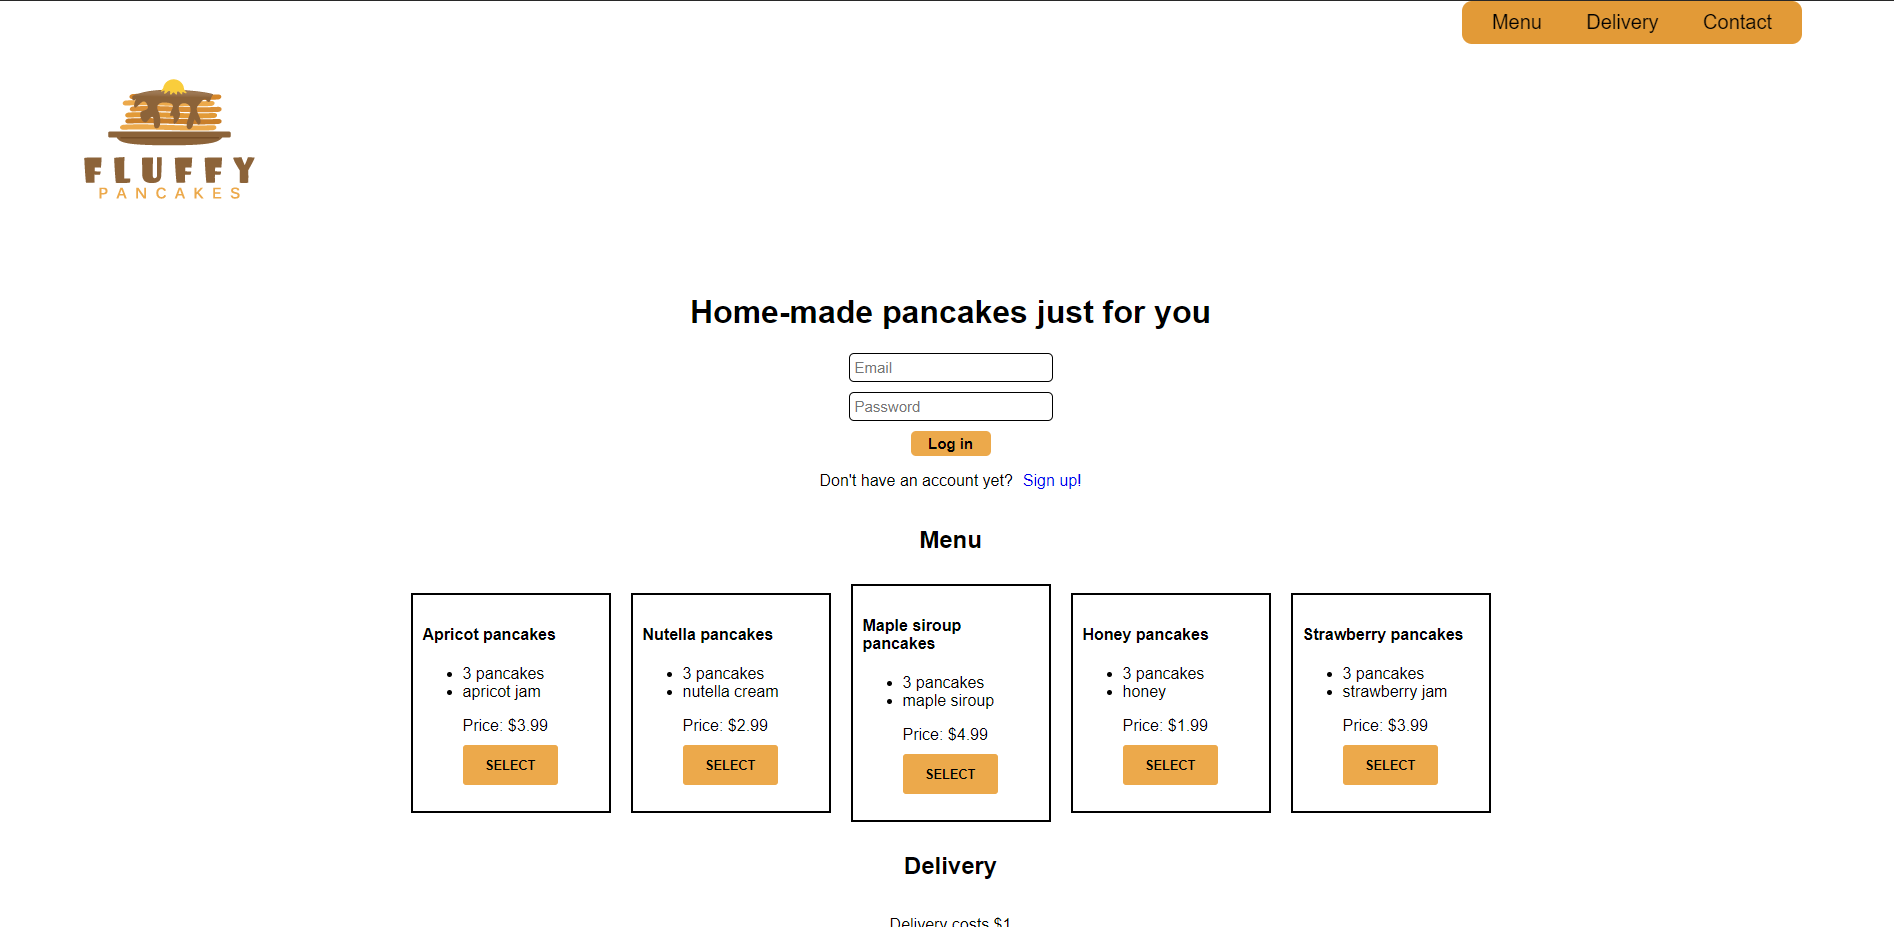 Menu Delivery Contact
FLUFFY
PANCAKES
Home-made pancakes just for you
Email
Password
Log in
Don't have an account yet? Sign up!
Menu
Apricot pancakes
3 pancakes
apricot jam
Price: $3.99
SELECT
Nutella pancakes
3 pancakes
nutella cream
Price: $2.99
SELECT
Maple siroup
pancakes
3 pancakes
maple siroup
Price: $4.99
SELECT
Honey pancakes
3 pancakes
honey
Price: $1.99
SELECT
Strawberry pancakes
3 pancakes
strawberry jam
Price: $3.99
SELECT
Delivery
Delivery costs $1